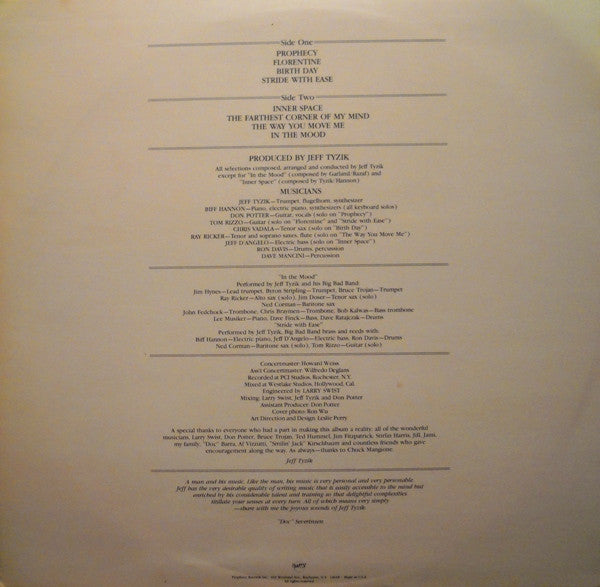 Side One
PROPHECY
FLORENTINE
BIRTH DAY
STRIDE WITH EASE
Side Two
INNER SPACE
THE FARTHEST CORNER OF MY MIND
THE WAY YOU MOVE ME
IN THE MOOD
PRODUCED BY JEFF TYZIK
All selections composed, arranged and conducted by Jeff Tyzik
except for "In the Mood" (composed by Garland/Razaf) and
"Inner Space" (composed by Tyzik/Hannon)
MUSICIANS
JEFF TYZIK—Trumpet, flugelhorn, synthesizer
BIFF HANNON—Piano, electric piano, synthesizers (all keyboard solos)
DON POTTER—Guitar, vocals (solo on "Prophecy")
TOM RIZZO—Guitar (solo on "Florentine" and "Stride with Ease")
CHRIS VADALA—Tenor sax (solo on "Birth Day")
RAY RICKER—Tenor and soprano saxes, flute (solo on "The Way You Move Me")
JEFF D'ANGELO—Electric bass (solo on "Inner Space")
RON DAVIS—Drums, percussion
DAVE MANCINI—Percussion
"In the Mood"
Performed by Jeff Tyzik and his Big Bad Band:
Jim Hynes—Lead trumpet, Byron Stripling—Trumpet, Bruce Trojan—Trumpet
Ray Ricker—Alto sax (solo), Jim Doser—Tenor sax (solo)
Ned Corman—Baritone sax
John Fedchock—Trombone, Chris Braymen—Trombone, Bob Kalwas—Bass trombone
Lee Musiker—Piano, Dave Finck—Bass, Dave Ratajczak—Drums
"Stride with Ease"
Performed by Jeff Tyzik, Big Bad Band brass and reeds with:
Biff Hannon—Electric piano, Jeff D'Angelo—Electric bass, Ron Davis—Drums
Ned Corman—Baritone sax (solo), Tom Rizzo—Guitar (solo)
Concertmaster: Howard Weiss
Ass't Concertmaster: Wilfredo Deglans
Recorded at PCI Studios, Rochester, N.Y.
Mixed at Westlake Studios, Hollywood, Cal.
Engineered by LARRY SWIST
Mixing: Larry Swist, Jeff Tyzik and Don Potter
Assistant Producer: Don Potter
Cover photo: Ron Wu
Art Direction and Design: Leslie Perry
A special thanks to everyone who had a part in making this album a reality: all of the wonderful
musicians, Larry Swist, Don Potter, Bruce Trojan, Ted Hummel, Jim Fitzpatrick, Stirlin Harris, Jill, Jami,
my family, "Doc" Barra, Al Vizzutti, "Smilin' Jack" Kirschbaum and countless friends who gave
encouragement along the way. As always—thanks to Chuck Mangione.
Jeff Tyzik
A man and his music. Like the man, his music is very personal and very personable.
Jeff has the very desirable quality of writing music that is easily accessible to the mind but
enriched by his considerable talent and training so that delightful complexities
titillate your senses at every turn. All of which means very simply
—share with me the joyous sounds of Jeff Tyzik
"Doc" Severinsen
Prophecy Records Inc. Rochester, N.Y. Made in U.S.A.
All rights reserved